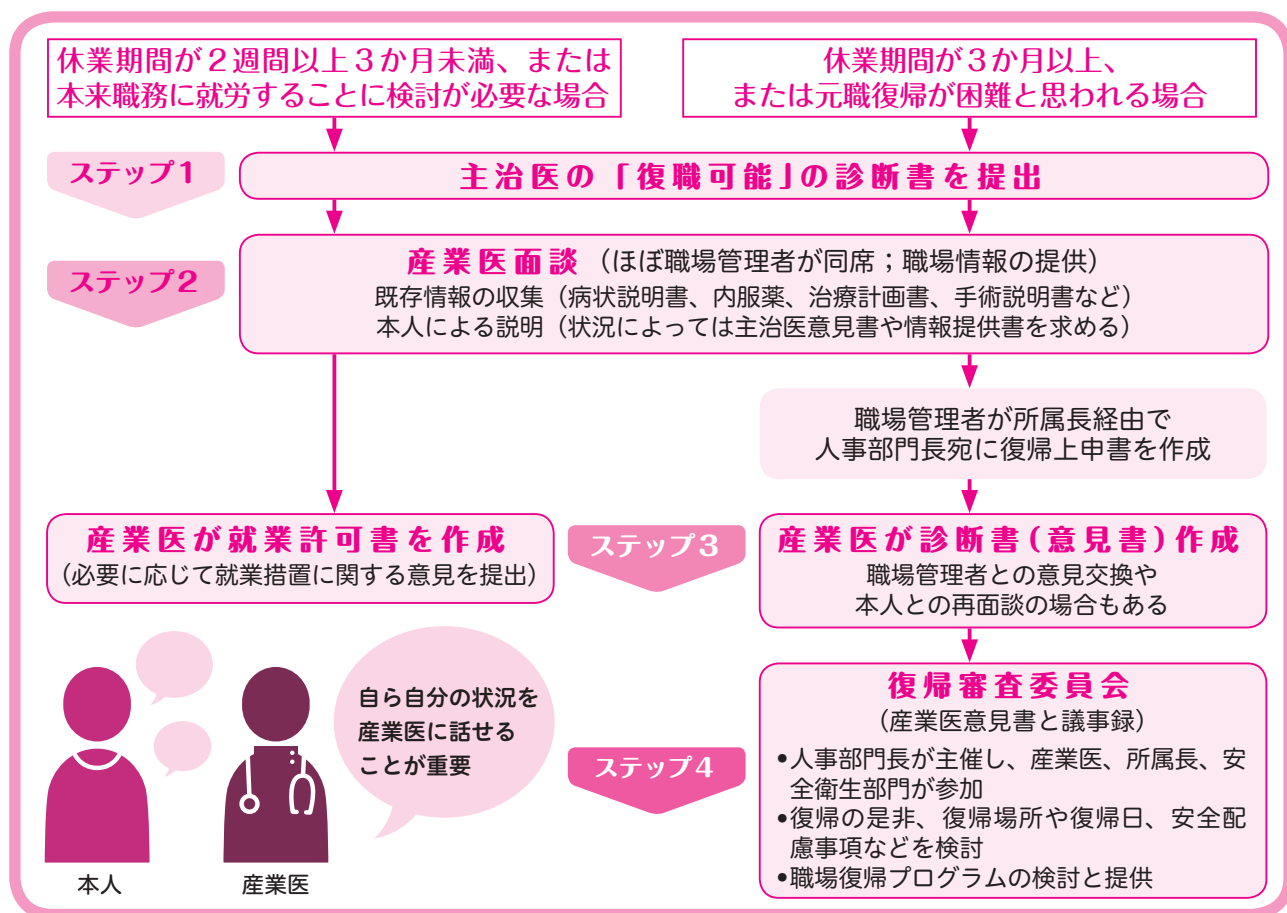 休業期間が2週間以上3か月未満、または
本来職務に就労することに検討が必要な場合
休業期間が3か月以上、
または元職復帰が困難と思われる場合
ステップ1
主治医の「復職可能」の診断書を提出
ステップ2
産業医面談（ほぼ職場管理者が同席；職場情報の提供）
既存情報の収集（病状説明書、内服薬、治療計画書、手術説明書など）
本人による説明（状況によっては主治医意見書や情報提供書を求める）
職場管理者が所属長経由で
人事部門長宛に復帰上申書を作成
産業医が就業許可書を作成
（必要に応じて就業措置に関する意見を提出）
ステップ3
産業医が診断書（意見書）作成
職場管理者との意見交換や
本人との再面談の場合もある
自ら自分の状況を
産業医に話せる
ことが重要
本人
産業医
ステップ4
復帰審査委員会
（産業医意見書と議事録）
•人事部門長が主催し、産業医、所属長、安
全衛生部門が参加
•復帰の是非、復帰場所や復帰日、安全配
慮事項などを検討
•職場復帰プログラムの検討と提供